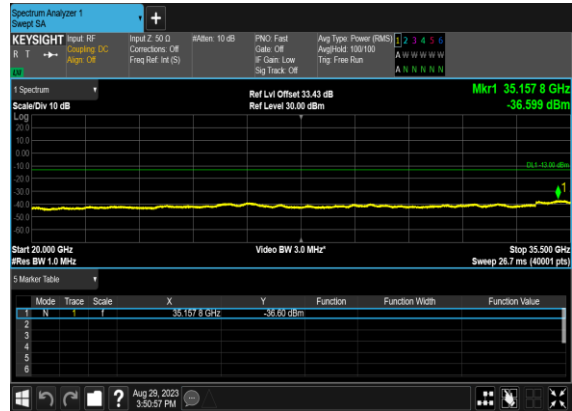 Spectrum Analyzer 1
Swept SA
KEYSIGHT Input: RF Input Z: 50 Ω #Atten: 10 dB PNO: Fast Avg Type: Power (RMS) 1 2 3 4 5 6
R T Coupling: DC Corrections: Off Gate: Off Avg|Hold: 100/100 A W W W W W
Align: Off Freq Ref: Int (S) IF Gain: Low Trig: Free Run
Sig Track: Off A N N N N N
1 Spectrum Ref Lvl Offset 33.43 dB Mkr1 35.157 8 GHz
Scale/Div 10 dB Ref Level 30.00 dBm -36.599 dBm
Log
20.0
10.0
0.00
-10.0
DL1 -13.00 dBm
-20.0
-30.0
1
-40.0
-50.0
-60.0
Start 20.000 GHz Video BW 3.0 MHz* Stop 35.500 GHz
#Res BW 1.0 MHz Sweep 26.7 ms (40001 pts)
5 Marker Table
Mode Trace Scale X Y Function Function Width Function Value
1 N 1 f 35.157 8 GHz -36.60 dBm
2
3
4
5
6
? Aug 29, 2023
3:50:57 PM